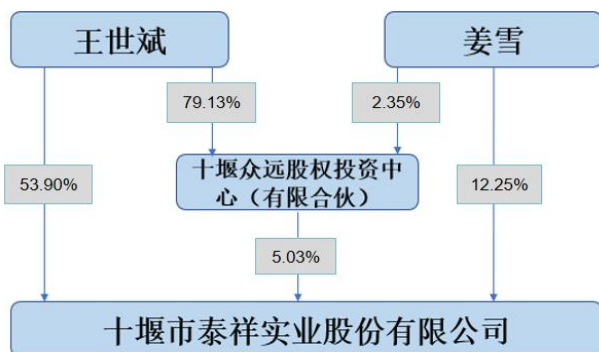 王世斌
姜雪
79.13%
2.35%
53.90%
十堰众远股权投资中
心（有限合伙）
12.25%
5.03%
十堰市泰祥实业股份有限公司